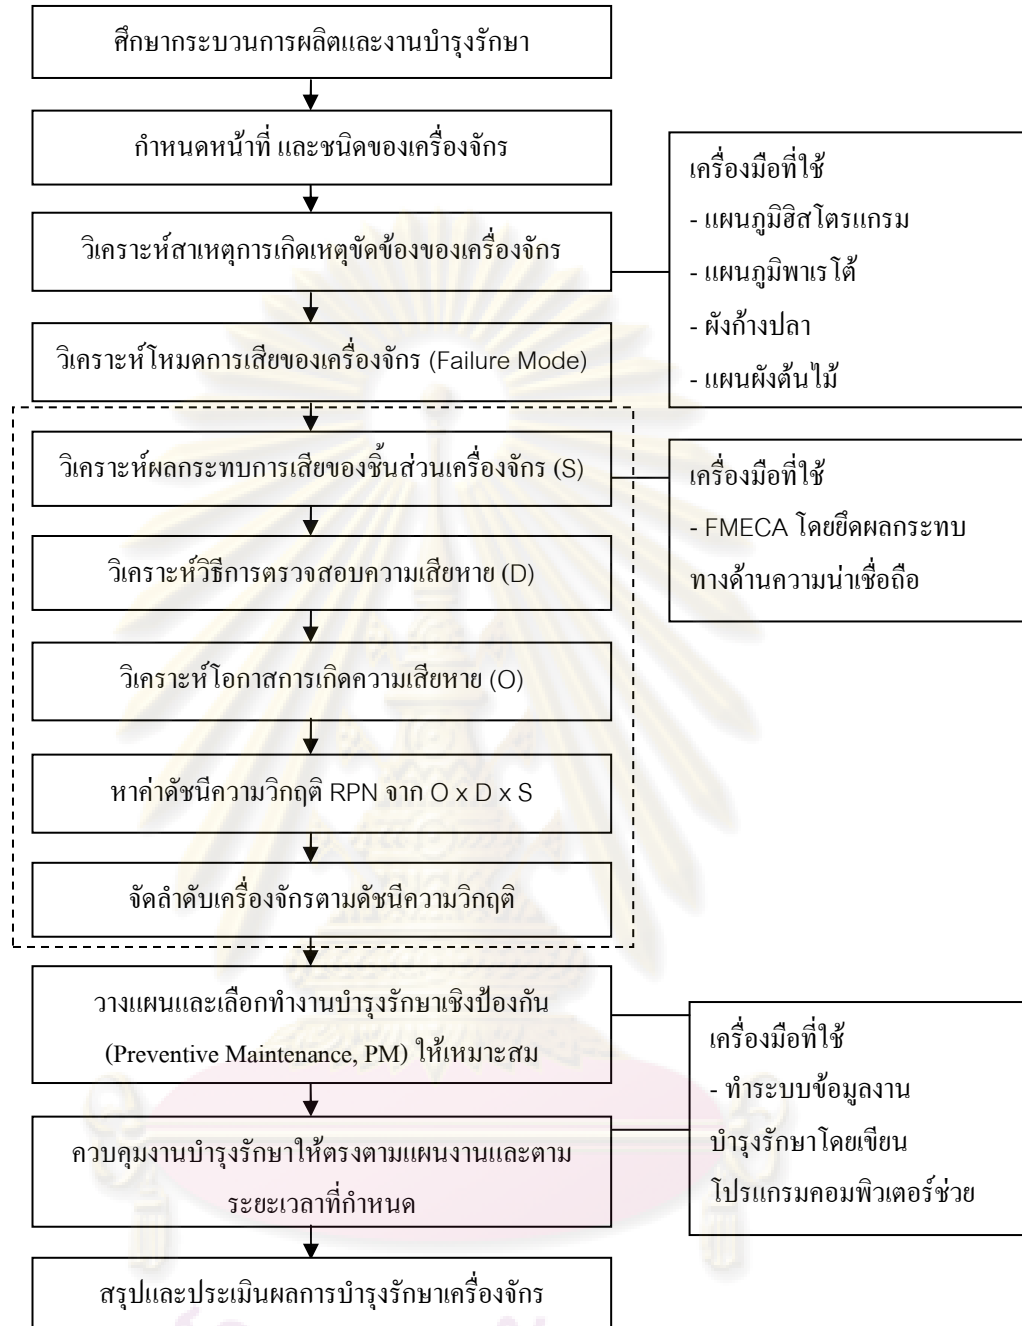 ศึกษากระบวนการผลิตและงานบำรุงรักษา
กำหนดหน้าที่ และชนิดของเครื่องจักร
วิเคราะห์สาเหตุการเกิดเหตุขัดข้องของเครื่องจักร
เครื่องมือที่ใช้
- แผนภูมิฮิสโตรแกรม
- แผนภูมิพาเรโต้
- ผังก้างปลา
- แผนผังต้นไม้
วิเคราะห์โหมดการเสียของเครื่องจักร (Failure Mode)
วิเคราะห์ผลกระทบการเสียของชิ้นส่วนเครื่องจักร (S)
เครื่องมือที่ใช้
- FMECA โดยยึดผลกระทบ
ทางด้านความน่าเชื่อถือ
วิเคราะห์วิธีการตรวจสอบความเสียหาย (D)
วิเคราะห์โอกาสการเกิดความเสียหาย (O)
หาค่าดัชนีความวิกฤติ RPN จาก O x D x S
จัดลำดับเครื่องจักรตามดัชนีความวิกฤติ
วางแผนและเลือกทำงานบำรุงรักษาเชิงป้องกัน
(Preventive Maintenance, PM) ให้เหมาะสม
เครื่องมือที่ใช้
- ทำระบบข้อมูลงาน
บำรุงรักษาโดยเขียน
โปรแกรมคอมพิวเตอร์ช่วย
ควบคุมงานบำรุงรักษาให้ตรงตามแผนงานและตาม
ระยะเวลาที่กำหนด
สรุปและประเมินผลการบำรุงรักษาเครื่องจักร